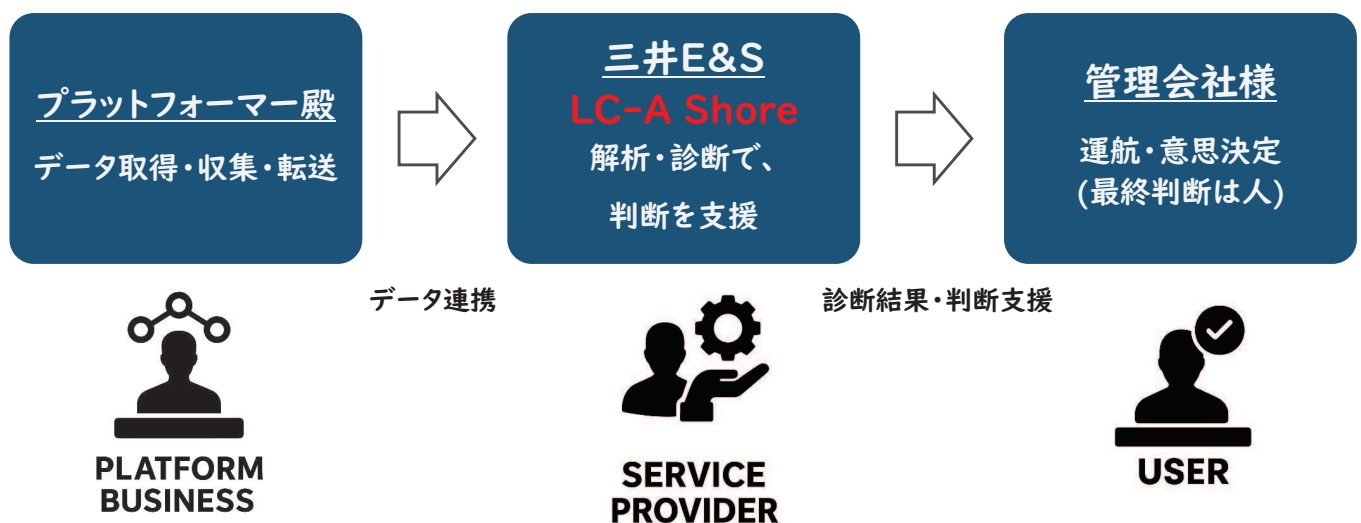 プラットフォーマー殿
データ取得・収集・転送
三井E&S
LC-A Shore
解析・診断で、
判断を支援
管理会社様
運航・意思決定
(最終判断は人)
データ連携
診断結果・判断支援
PLATFORM
BUSINESS
SERVICE
PROVIDER
USER